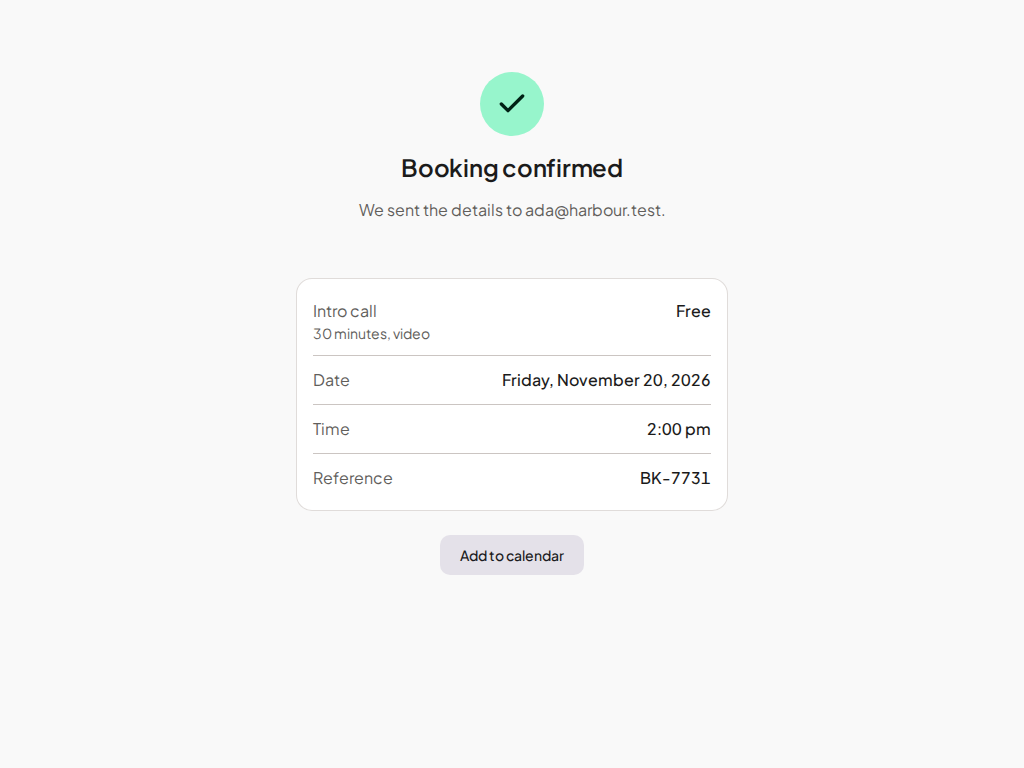 Booking confirmed
We sent the details to ada@harbour.test.
Intro call Free
30 minutes, video
Date Friday, November 20, 2026
Time 2:00 pm
Reference BK-7731
Add to calendar